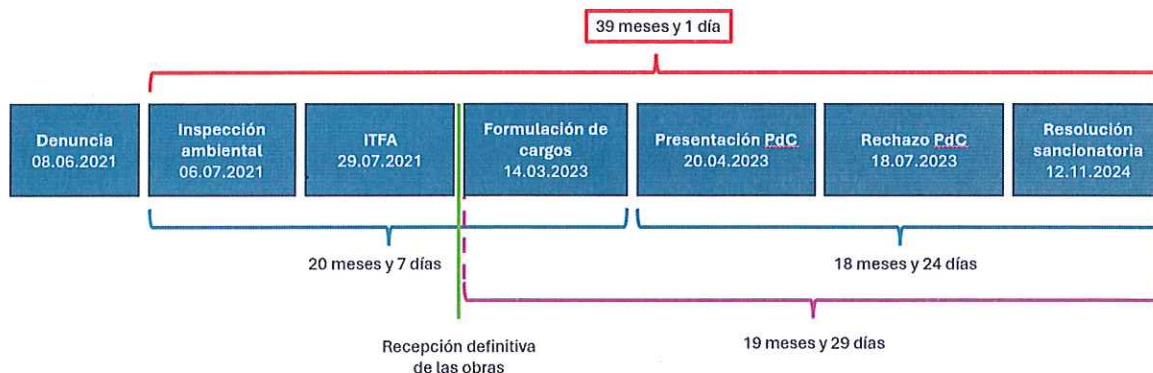 39 meses y 1 día
Denuncia
08.06.2021
Inspección
ambiental
06.07.2021
ITFA
29.07.2021
Formulación de
cargos
14.03.2023
Presentación PdC
20.04.2023
Rechazo PdC
18.07.2023
Resolución
sancionatoria
12.11.2024
20 meses y 7 días
18 meses y 24 días
Recepción definitiva
de las obras
19 meses y 29 días